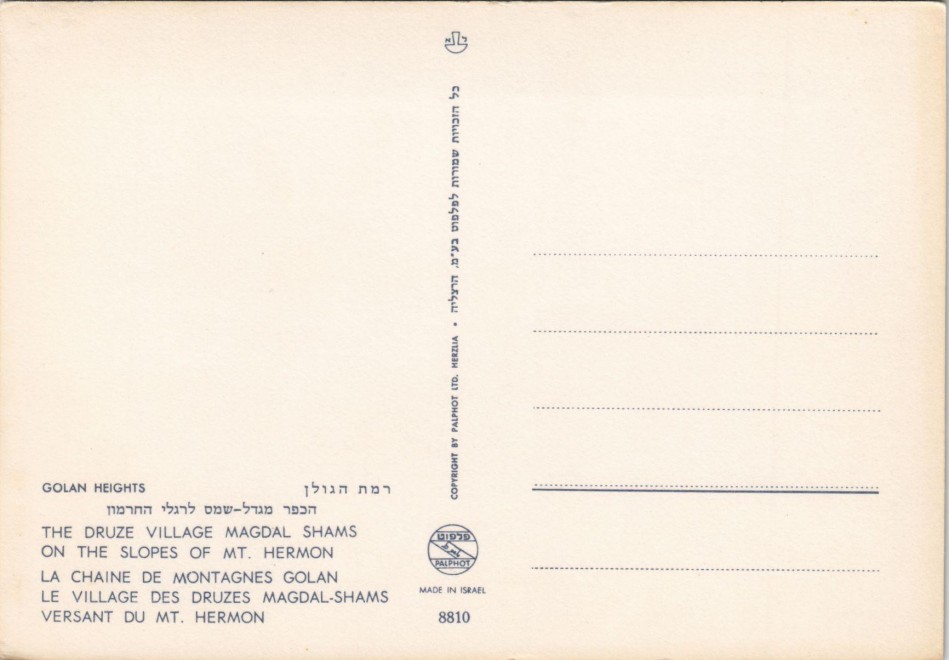 GOLAN HEIGHTS
רמת הגולן
הכפר מגדל-שמס לרגלי החרמון
THE DRUZE VILLAGE MAGDAL SHAMS
ON THE SLOPES OF MT. HERMON
LA CHAINE DE MONTAGNES GOLAN
LE VILLAGE DES DRUZES MAGDAL-SHAMS
VERSANT DU MT. HERMON
COPYRIGHT BY PALPHOT LTD. HERZLIA • כל הזכויות שמורות לפלפוט בע"מ, הרצליה
פלפוט
PALPHOT
MADE IN ISRAEL
8810